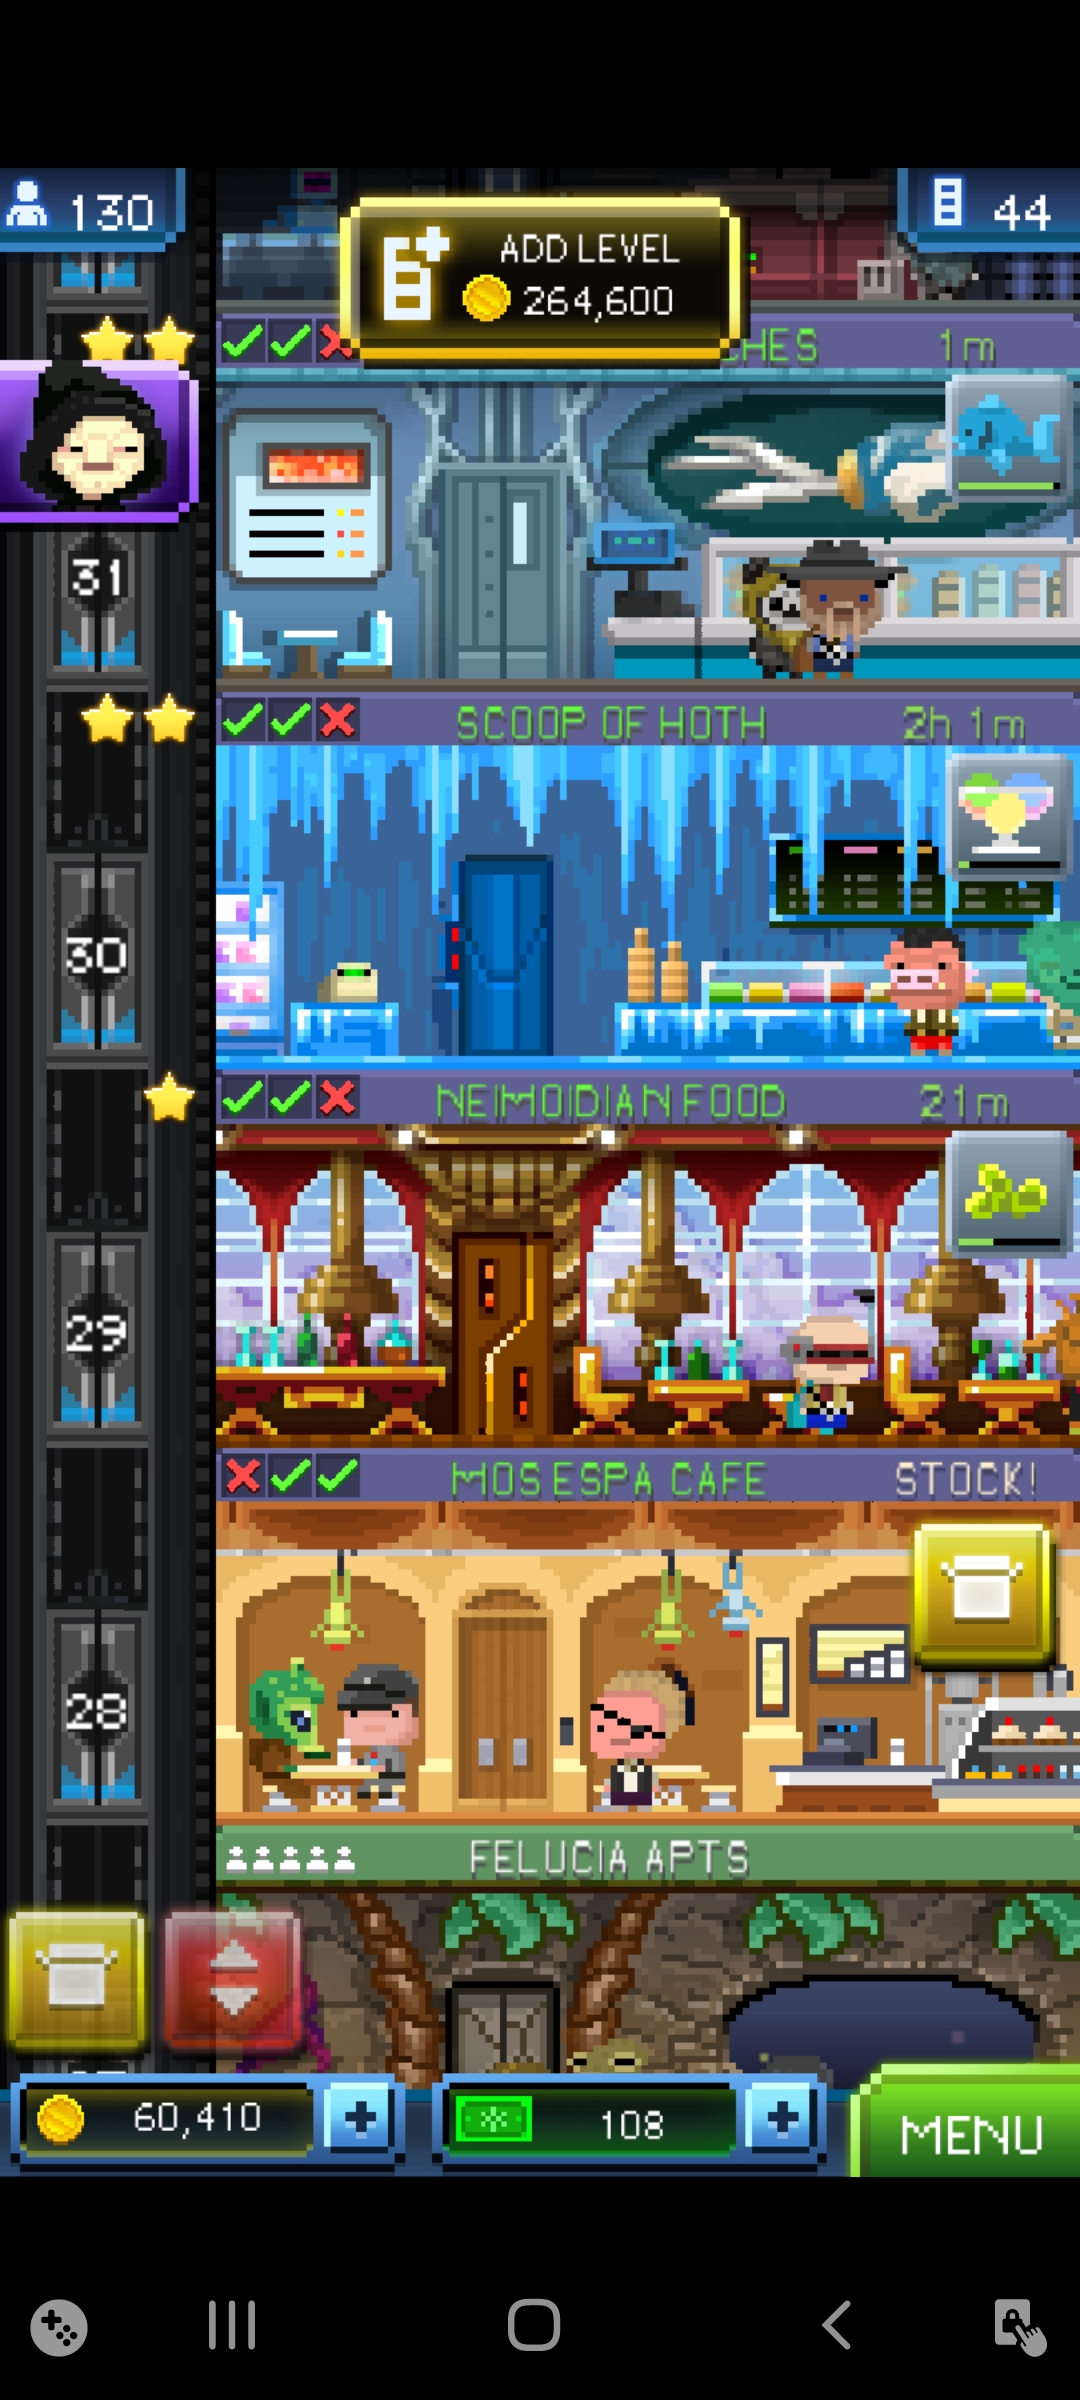 130
ADD LEVEL
264,600
44
CHES 1m
31
SCOOP OF HOTH 2h 1m
30
NEIMOIDIAN FOOD 21m
29
MOS ESPA CAFE STOCK!
28
FELUCIA APTS
60,410
108
MENU